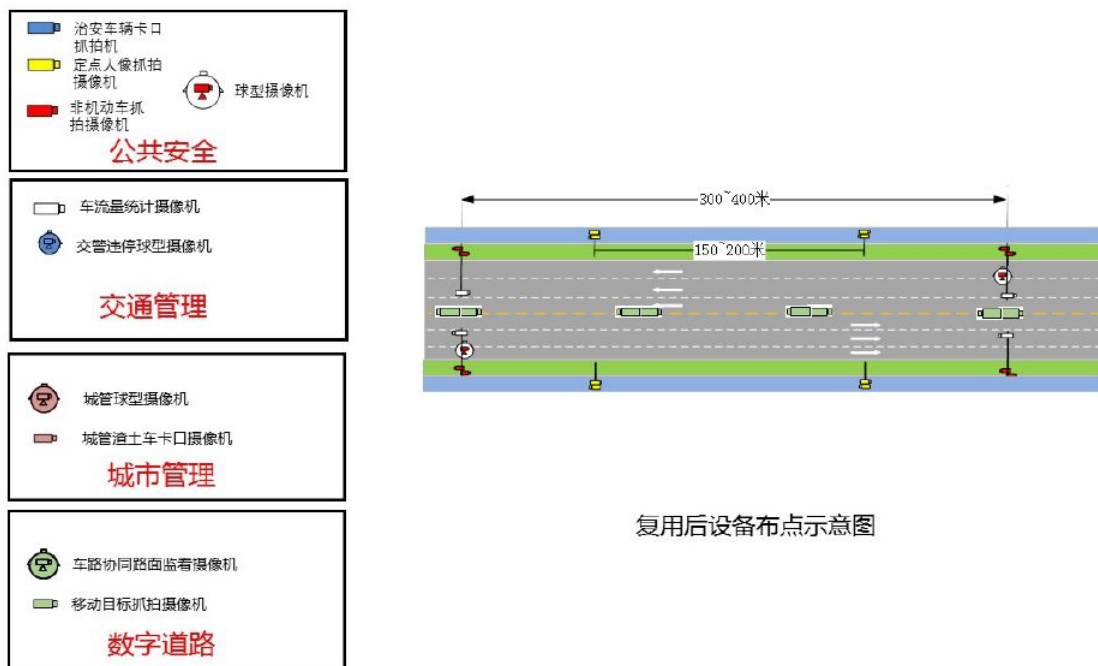 治安车辆卡口
抓拍机
定点人像抓拍
摄像机
球型摄像机
非机动车抓
拍摄像机
公共安全
车流量统计摄像机
交警违停球型摄像机
交通管理
城管球型摄像机
城管渣土车卡口摄像机
城市管理
车路协同路面监看摄像机
移动目标抓拍摄像机
数字道路
300~400米
150~200米
复用后设备布点示意图